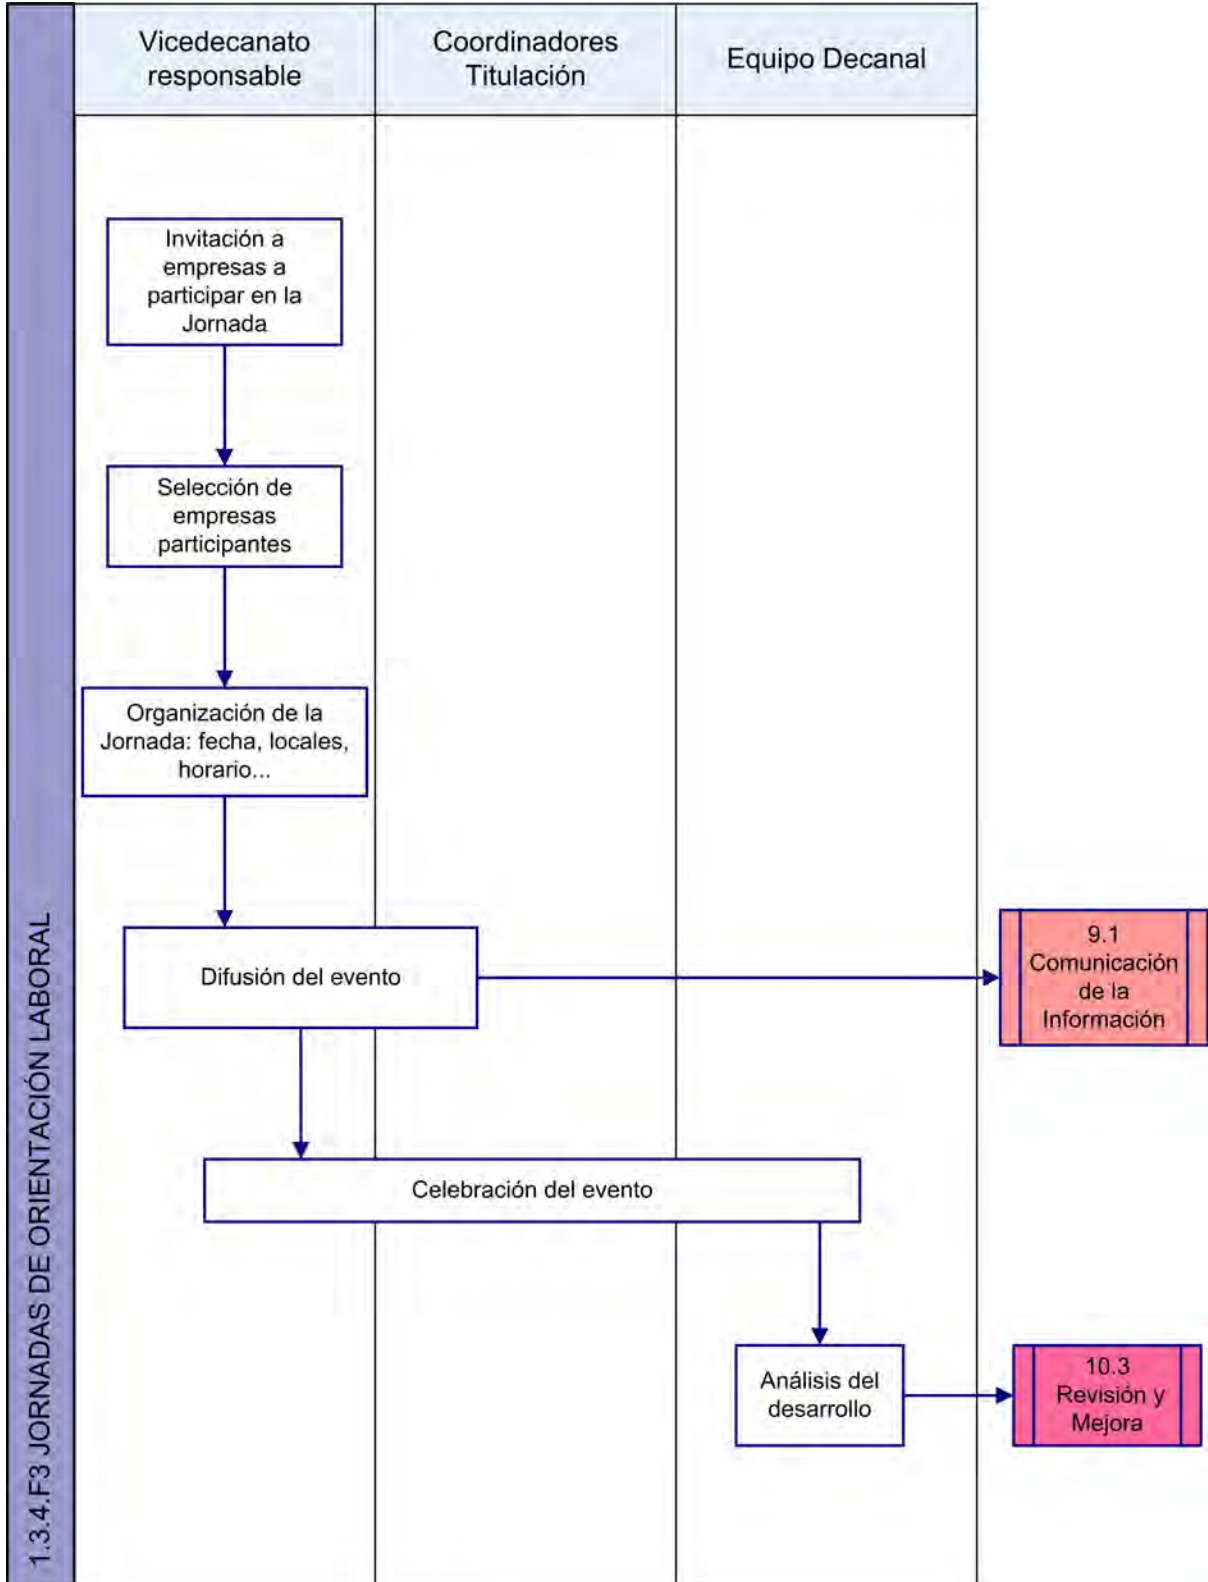 Vicedecanato
responsable
Coordinadores
Titulación
Equipo Decanal
1.3.4.F3 JORNADAS DE ORIENTACIÓN LABORAL
Invitación a
empresas a
participar en la
Jornada
Selección de
empresas
participantes
Organización de la
Jornada: fecha, locales,
horario...
Difusión del evento
9.1
Comunicación
de la
Información
Celebración del evento
Análisis del
desarrollo
10.3
Revisión y
Mejora